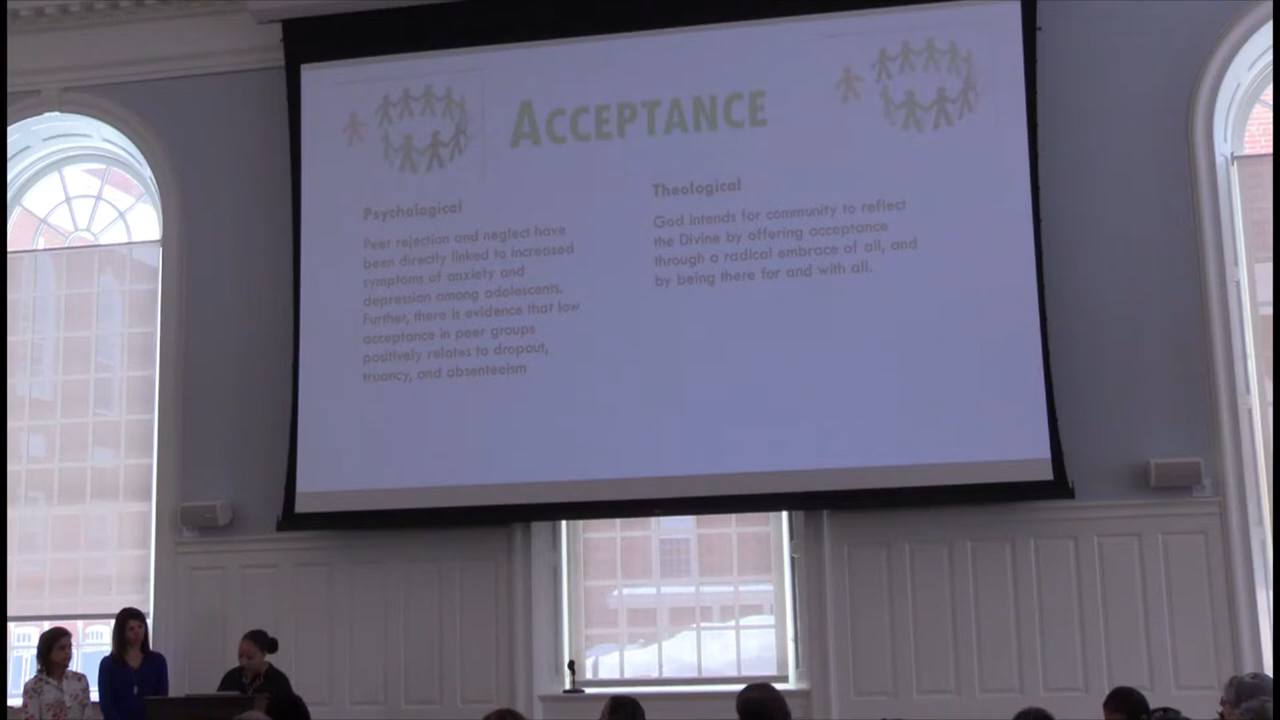 ACCEPTANCE
Psychological
Peer rejection and neglect have
been directly linked to increased
symptoms of anxiety and
depression among adolescents.
Further, there is evidence that low
acceptance in peer groups
positively relates to dropout,
truancy, and absenteeism
Theological
God intends for community to reflect
the Divine by offering acceptance
through a radical embrace of all, and
by being there for and with all.